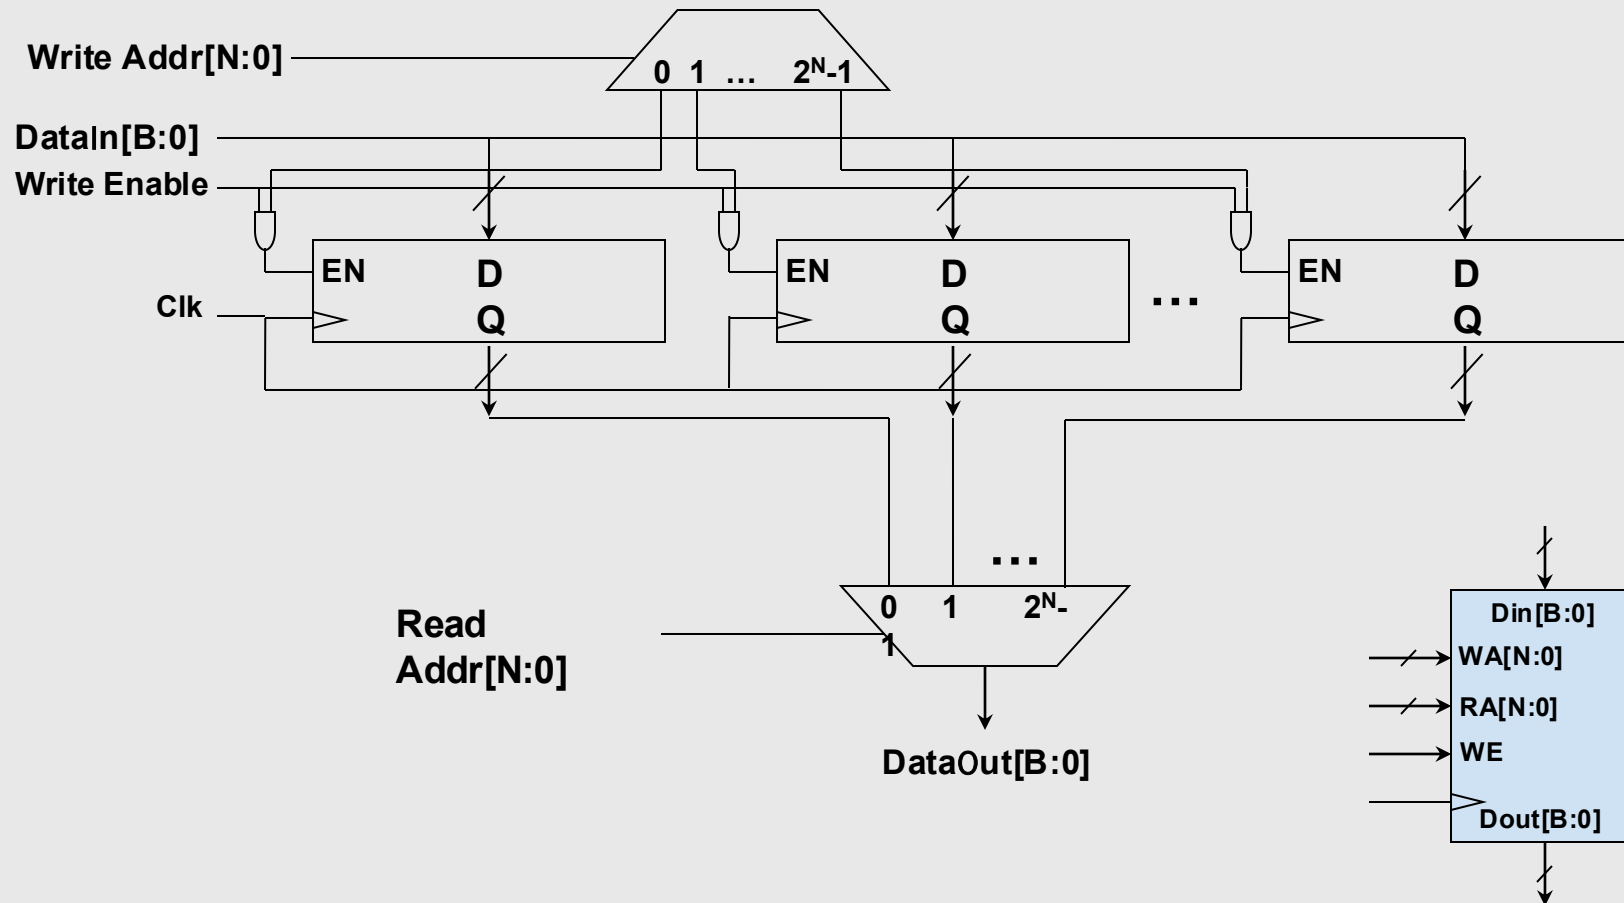 Write Addr[N:0]
0 1 ... 2ᴺ-1
DataIn[B:0]
Write Enable
EN D
Q
EN D
Q
...
EN D
Q
Clk
...
0 1 2ᴺ-
1
Read
Addr[N:0]
DataOut[B:0]
Din[B:0]
WA[N:0]
RA[N:0]
WE
Dout[B:0]